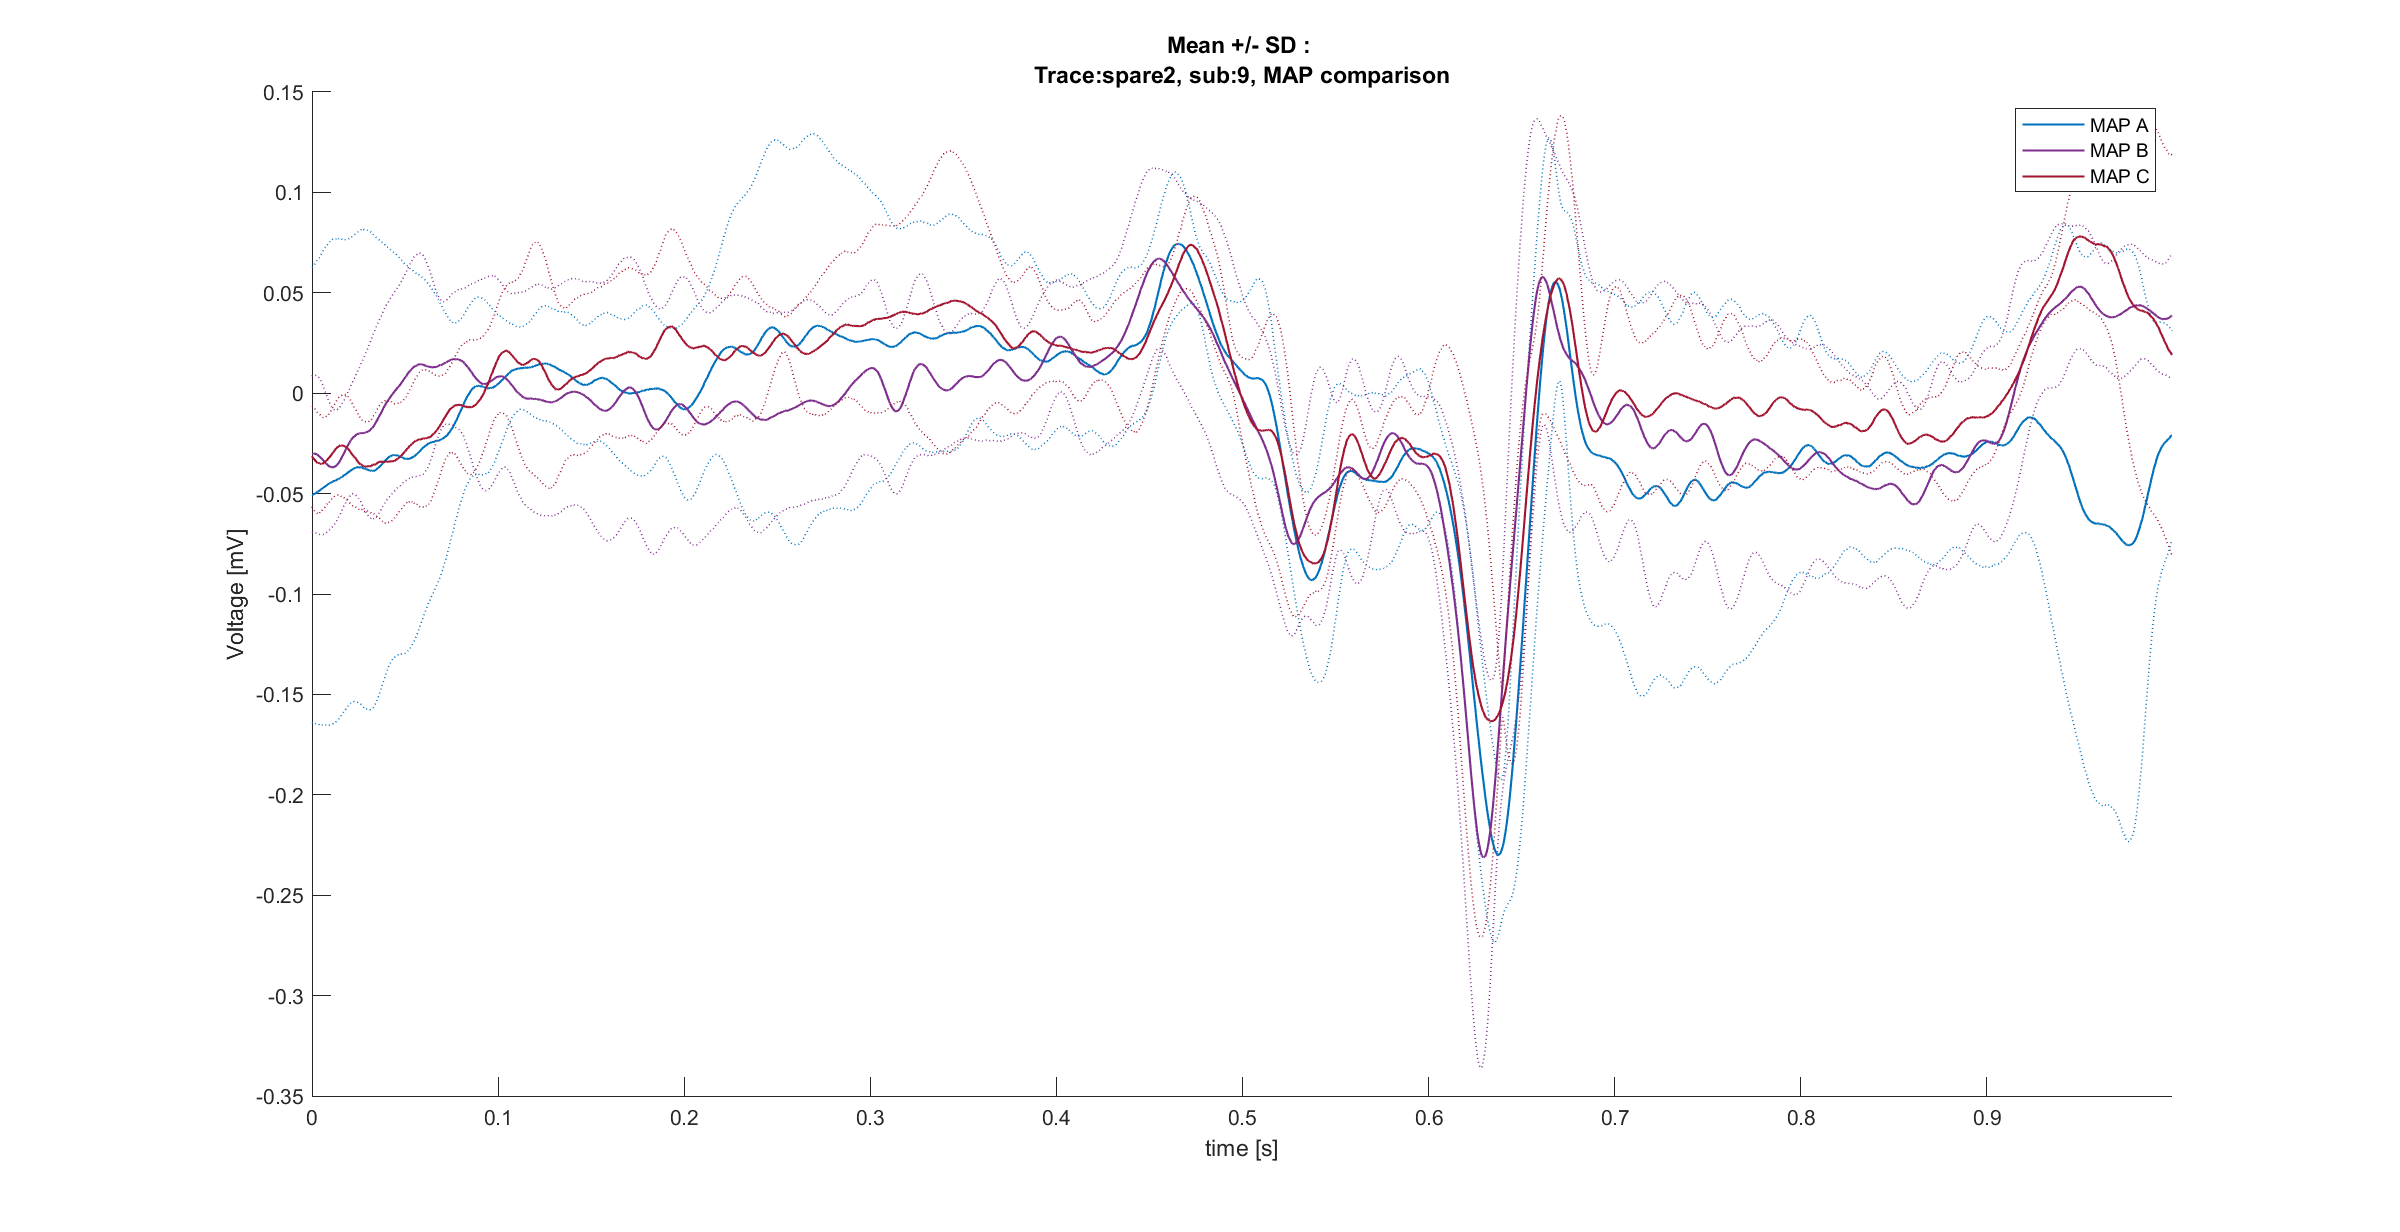 Mean +/- SD :
Trace:spare2, sub:9, MAP comparison
MAP A
MAP B
MAP C
0.15
0.1
0.05
0
-0.05
-0.1
-0.15
-0.2
-0.25
-0.3
-0.35
Voltage [mV]
0 0.1 0.2 0.3 0.4 0.5 0.6 0.7 0.8 0.9
time [s]